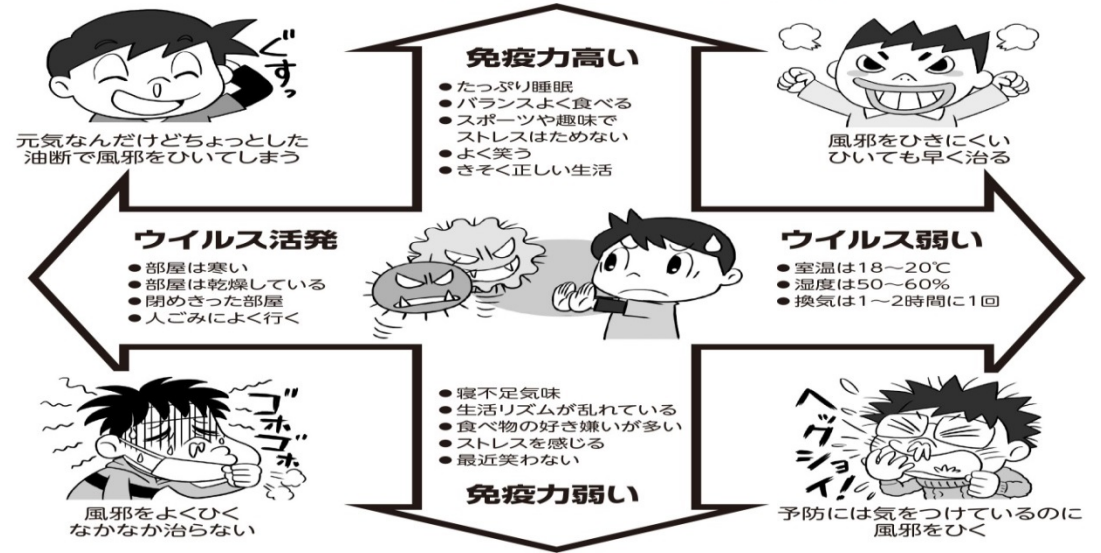 ぐすっ
元気なんだけどちょっとした
油断で風邪をひいてしまう
免疫力高い
●たっぷり睡眠
●バランスよく食べる
●スポーツや趣味で
ストレスはためない
●よく笑う
●きそく正しい生活
風邪をひきにくい
ひいても早く治る
ウイルス活発
●部屋は寒い
●部屋は乾燥している
●閉めきった部屋
●人ごみによく行く
ウイルス弱い
●室温は18～20℃
●湿度は50～60%
●換気は1～2時間に1回
ゴホゴホ
風邪をよくひく
なかなか治らない
●寝不足気味
●生活リズムが乱れている
●食べ物の好き嫌いが多い
●ストレスを感じる
●最近笑わない
免疫力弱い
ヘックショイ!
予防には気をつけているのに
風邪をひく